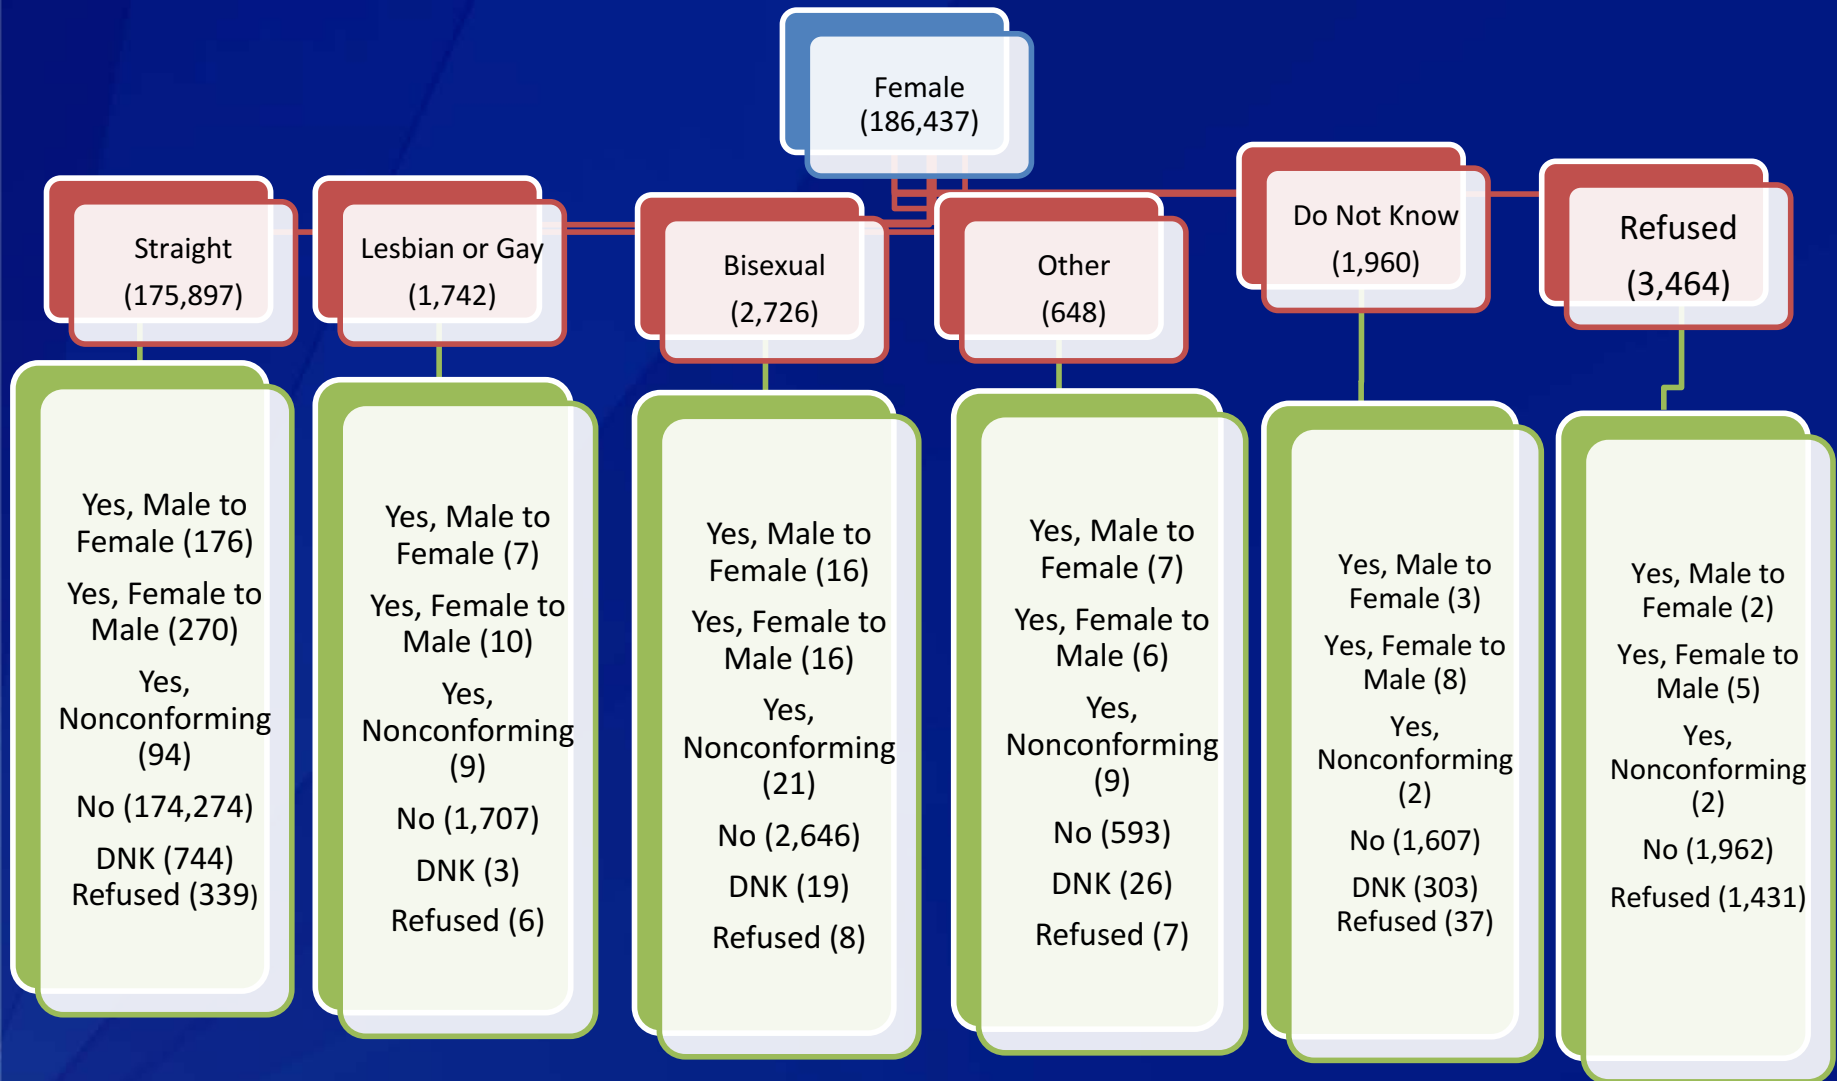 Female
(186,437)
Straight
(175,897)
Lesbian or Gay
(1,742)
Bisexual
(2,726)
Other
(648)
Do Not Know
(1,960)
Refused
(3,464)
Yes, Male to
Female (176)
Yes, Female to
Male (270)
Yes,
Nonconforming
(94)
No (174,274)
DNK (744)
Refused (339)
Yes, Male to
Female (7)
Yes, Female to
Male (10)
Yes,
Nonconforming
(9)
No (1,707)
DNK (3)
Refused (6)
Yes, Male to
Female (16)
Yes, Female to
Male (16)
Yes,
Nonconforming
(21)
No (2,646)
DNK (19)
Refused (8)
Yes, Male to
Female (7)
Yes, Female to
Male (6)
Yes,
Nonconforming
(9)
No (593)
DNK (26)
Refused (7)
Yes, Male to
Female (3)
Yes, Female to
Male (8)
Yes,
Nonconforming
(2)
No (1,607)
DNK (303)
Refused (37)
Yes, Male to
Female (2)
Yes, Female to
Male (5)
Yes,
Nonconforming
(2)
No (1,962)
Refused (1,431)